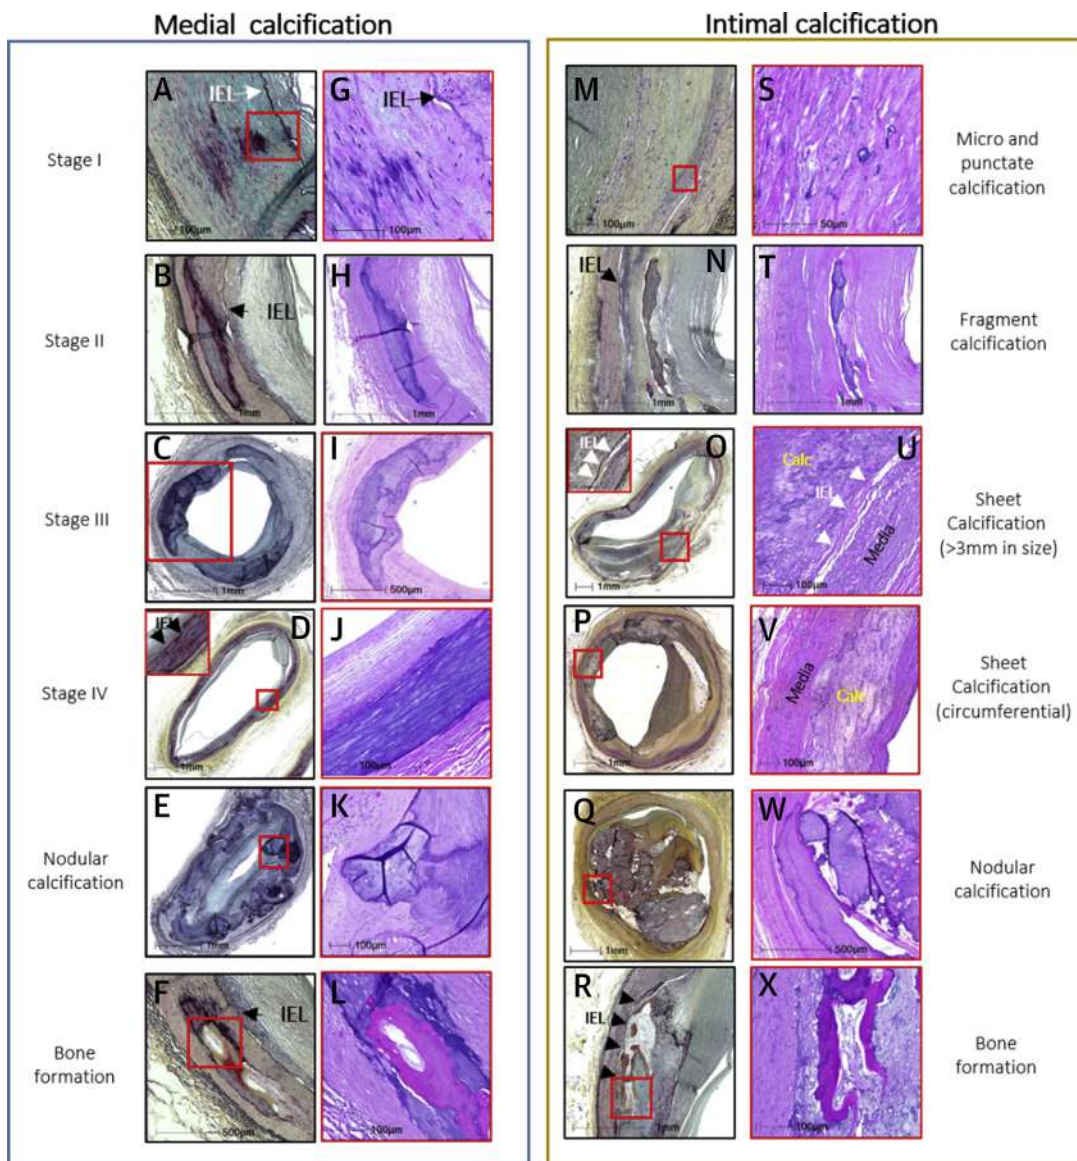 Medial calcification
Stage I
A
IEL
100µm
G
IEL
100µm
Stage II
B
IEL
1mm
H
1mm
Stage III
C
1mm
I
500µm
Stage IV
IEL
D
1mm
J
100µm
Nodular
calcification
E
1mm
K
100µm
Bone
formation
F
IEL
500µm
L
100µm
Intimal calcification
M
100µm
S
50µm
Micro and
punctate
calcification
IEL
N
1mm
T
1mm
Fragment
calcification
IEL
O
1mm
Calc
U
IEL
Media
100µm
Sheet
Calcification
(>3mm in size)
P
1mm
V
Media
Calc
100µm
Sheet
Calcification
(circumferential)
Q
1mm
W
500µm
Nodular
calcification
R
IEL
1mm
X
100µm
Bone
formation